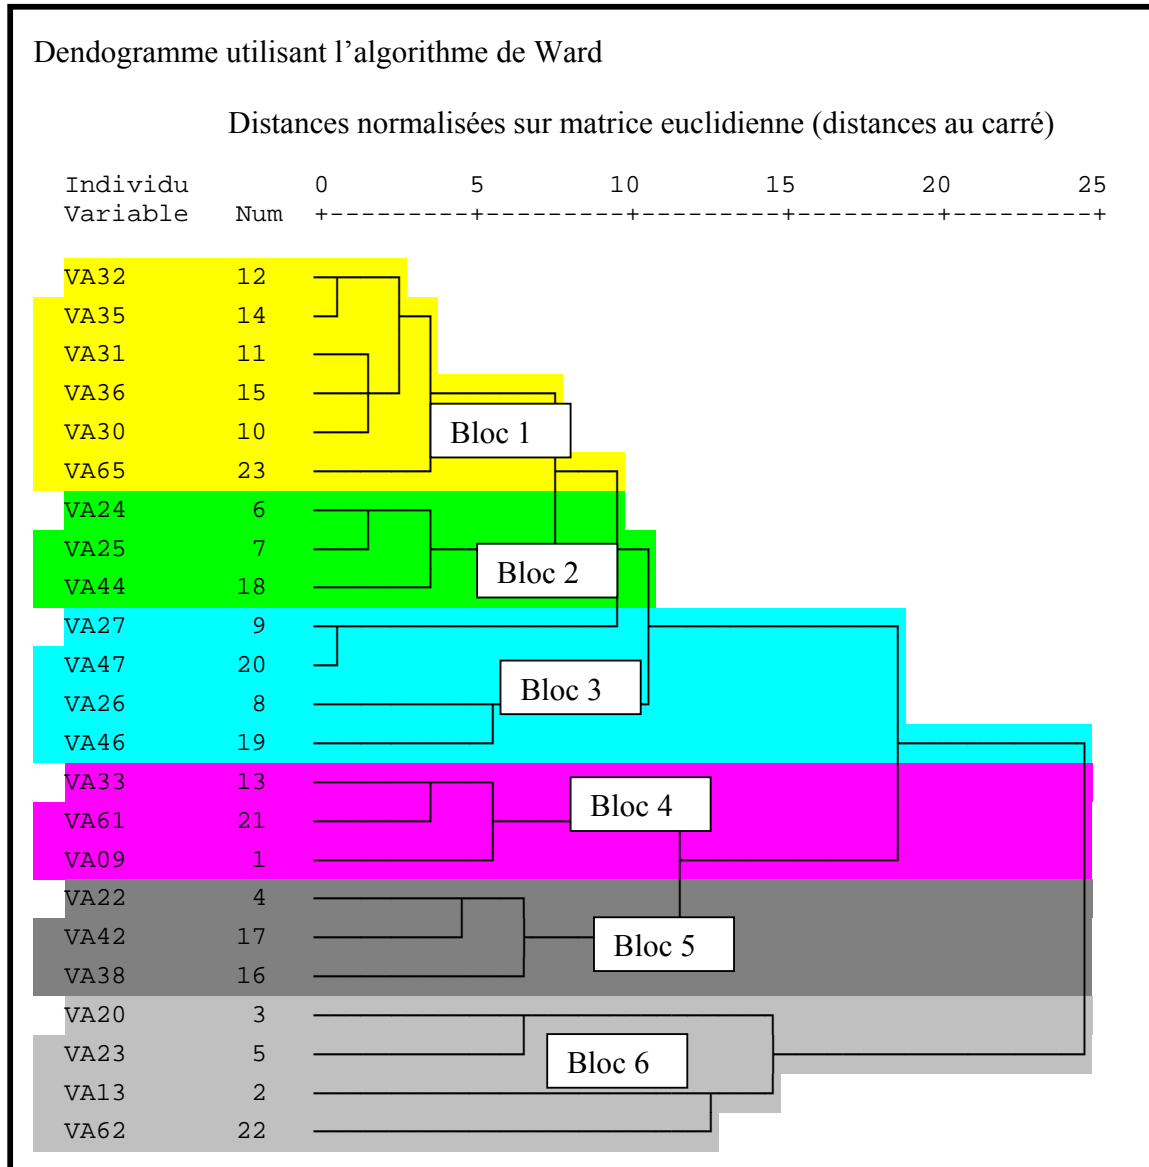 Dendogramme utilisant l’algorithme de Ward
Distances normalisées sur matrice euclidienne (distances au carré)
Individu 0 5 10 15 20 25
Variable Num +---------+---------+---------+---------+---------+
VA32 12
VA35 14
VA31 11
VA36 15
VA30 10
Bloc 1
VA65 23
VA24 6
VA25 7
Bloc 2
VA44 18
VA27 9
VA47 20
Bloc 3
VA26 8
VA46 19
VA33 13
Bloc 4
VA61 21
VA09 1
VA22 4
VA42 17
Bloc 5
VA38 16
VA20 3
VA23 5
Bloc 6
VA13 2
VA62 22